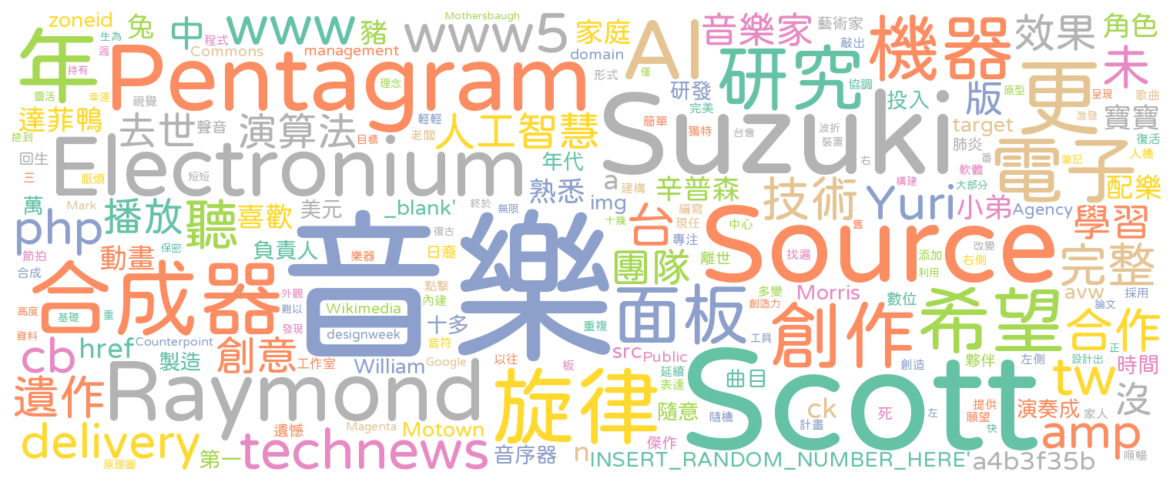 zoneid 兔 中 www 豬 Mothersbaugh www5 家庭 AI 音樂家 藝術家 機器 效果 角色
年 週 生為 程式 Commons management domain 敲出 未
持有 Pentagram 理念 形式 僅 研究 協調 更 原型 呈現 歌曲
靈活 幸運 視覺 研發 完美 投入 版 激發 寶寶
達菲鴨 去世 聲音 演算法 輕輕 人工智慧 Suzuki 簡單 獨特 台會 波折 target 肺炎 復活
挖到 目標 老闆 裝置 右 電子 番 筆記 人機
回生 Electronium 年代 a 建構 辛普森 軟體 大部分 配樂
三 厭煩 短短 熟悉 img 技術 Yuri 小弟 構建 Agency
萬 Mark 美元 _blank' 終於 無限 十幾 編寫 現任 中心 舊 學習
php 播放 聽 喜歡 復古 台 專注 Source 改變
節拍 保密 負責人 日裔 音樂 團隊 離世 找遍 添加 右側 完整
合成 動畫 樂器 點擊 利用
高度 合成器 外觀 Wikimedia 內建 面板 多變 Morris 數位 希望 avw 論文 採用
基礎 重 難以 創造力
資料 發現 designweek 十多 重複 工具 創作 合作
cb href Counterpoint 創意 音符 src Public 創造 夥伴 左側 設計出 正
製造 工作室 William Google 以往 板 延續 時間
遺作 Raymond 旋律 表達 曲目 Scott tw 沒
隨意 隨機 ck 死 左 提供 演奏成 家人
遺憾 Magenta Motown 計畫 願望 快
delivery 第一 technews 音序器 傑作 amp
原理圖 n INSERT_RANDOM_NUMBER_HERE' a4b3f35b 順暢